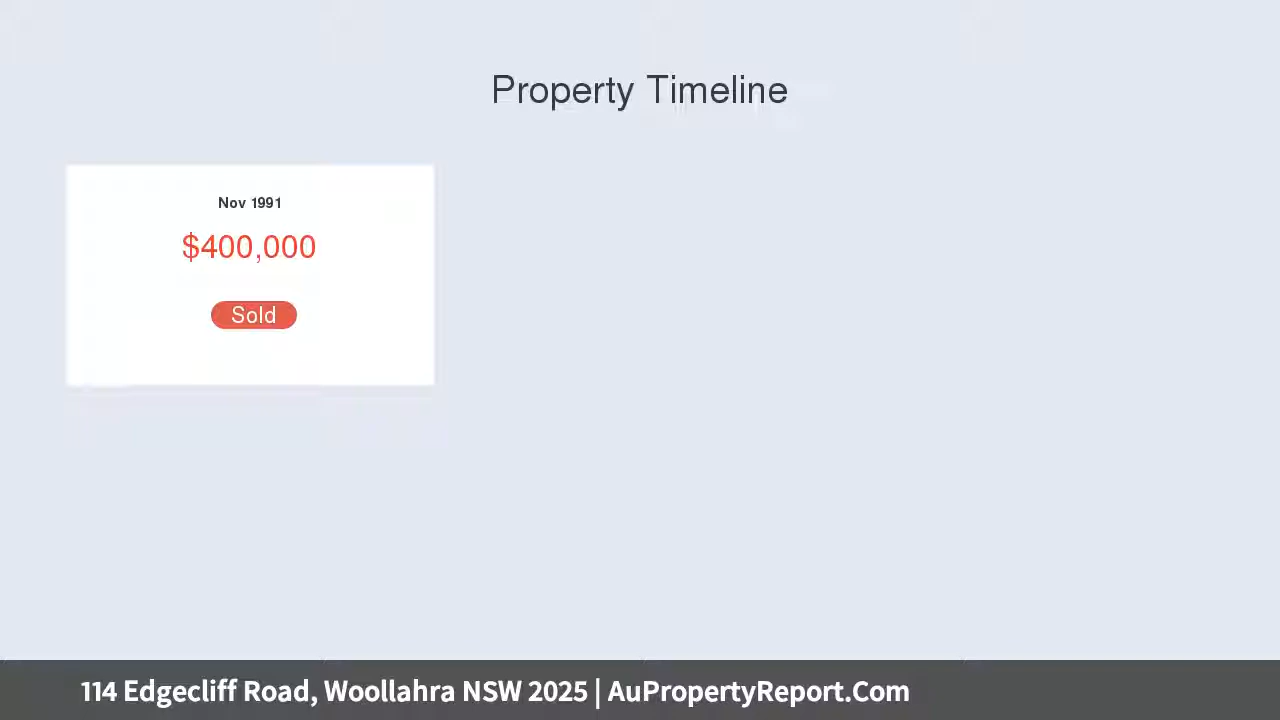 Property Timeline
Nov 1991
$400,000
Sold
114 Edgecliff Road, Woollahra NSW 2025 | AuPropertyReport.Com